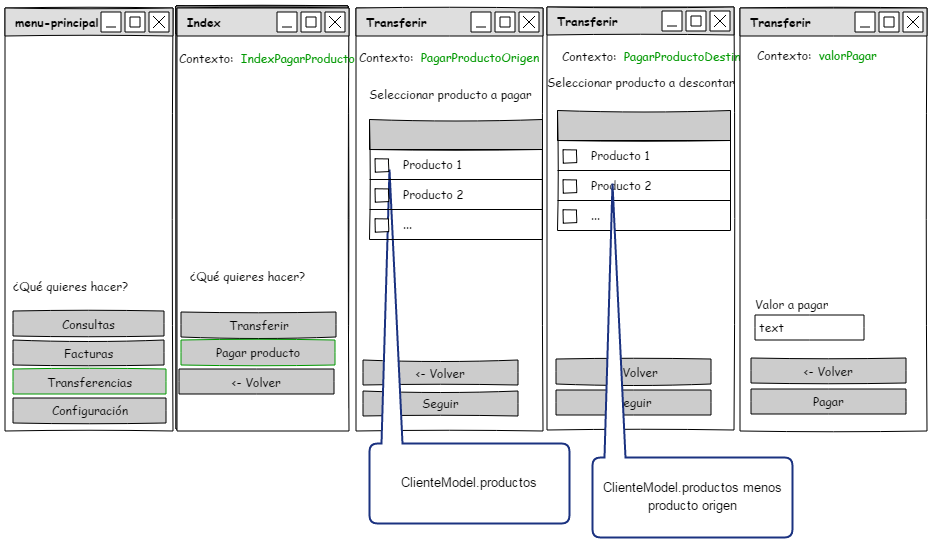 menu-principal
¿Qué quieres hacer?
Consultas
Facturas
Transferencias
Configuración
Index
Contexto: IndexPagarProducto
¿Qué quieres hacer?
Transferir
Pagar producto
<- Volver
Transferir
Contexto: PagarProductoOrigen
Seleccionar producto a pagar
Producto 1
Producto 2
...
<- Volver
Seguir
ClienteModel.productos
Transferir
Contexto: PagarProductoDestin
Seleccionar producto a descontar
Producto 1
Producto 2
...
Volver
eguir
ClienteModel.productos menos
producto origen
Transferir
Contexto: valorPagar
Valor a pagar
text
<- Volver
Pagar